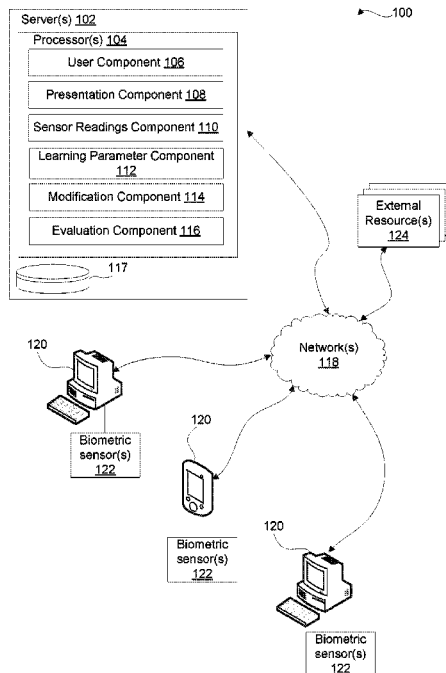 Server(s) 102
100
Processor(s) 104
User Component 106
Presentation Component 108
Sensor Readings Component 110
Learning Parameter Component
112
Modification Component 114
Evaluation Component 116
117
External
Resource(s)
124
Network(s)
118
120
Biometric
sensor(s)
122
120
Biometric
sensor(s)
122
120
Biometric
sensor(s)
122